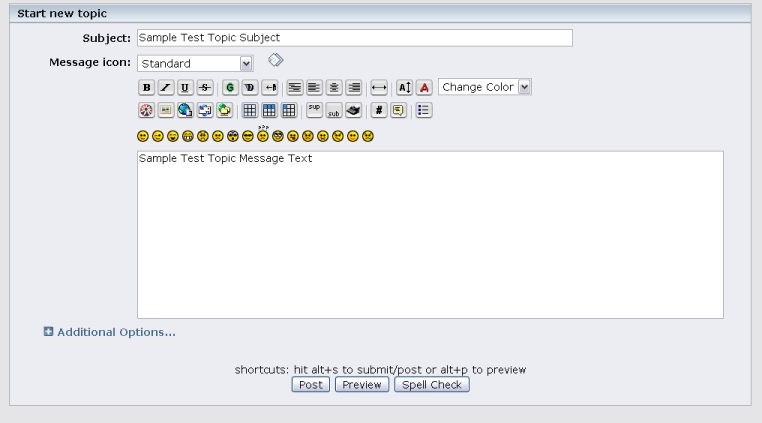 Start new topic
Subject: Sample Test Topic Subject
Message icon: Standard
B I U S G Change Color
sup sub #
Sample Test Topic Message Text
Additional Options...
shortcuts: hit alt+s to submit/post or alt+p to preview
Post Preview Spell Check